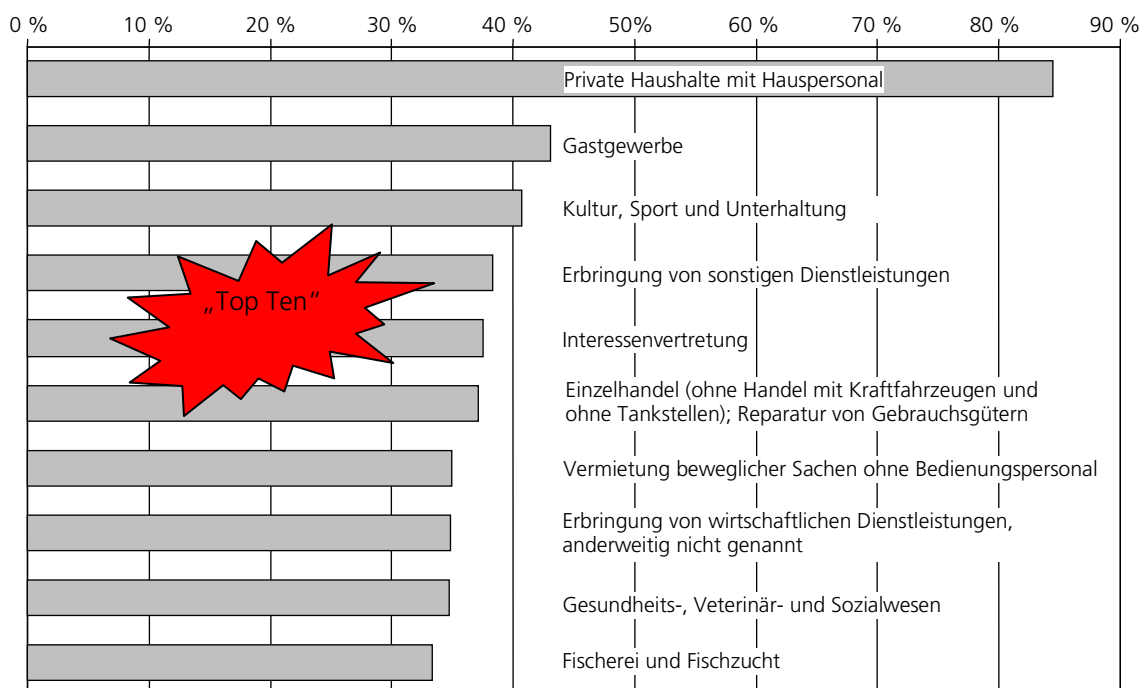 0 % 10 % 20 % 30 % 40 % 50% 60 % 70 % 80 % 90 %
Private Haushalte mit Hauspersonal
Gastgewerbe
Kultur, Sport und Unterhaltung
Erbringung von sonstigen Dienstleistungen
„Top Ten“
Interessenvertretung
Einzelhandel (ohne Handel mit Kraftfahrzeugen und
ohne Tankstellen); Reparatur von Gebrauchsgütern
Vermietung beweglicher Sachen ohne Bedienungspersonal
Erbringung von wirtschaftlichen Dienstleistungen,
anderweitig nicht genannt
Gesundheits-, Veterinär- und Sozialwesen
Fischerei und Fischzucht